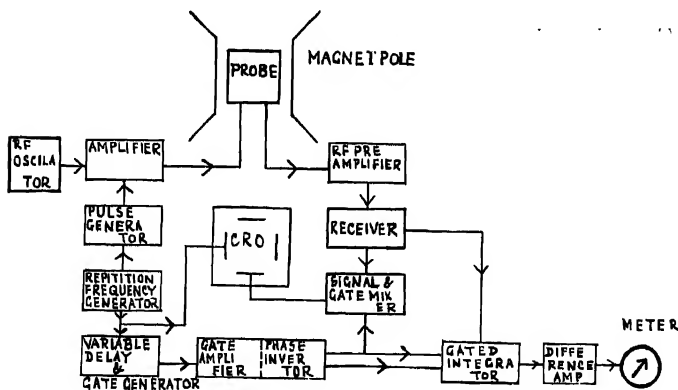 MAGNET POLE
PROBE
RF
OSCILA
TOR
AMPLIFIER
RF PRE
AMPLIFIER
PULSE
GENERA
TOR
CRO
RECEIVER
REPITITION
FREQUENCY
GENERATOR
SIGNAL &
GATE MIX
ER
METER
VARIABLE
DELAY
&
GATE GENERATOR
GATE
AMPLI
FIER
PHASE
INVER
TOR
GATED
INTEGRA
TOR
DIFFE
RENCE
AMP